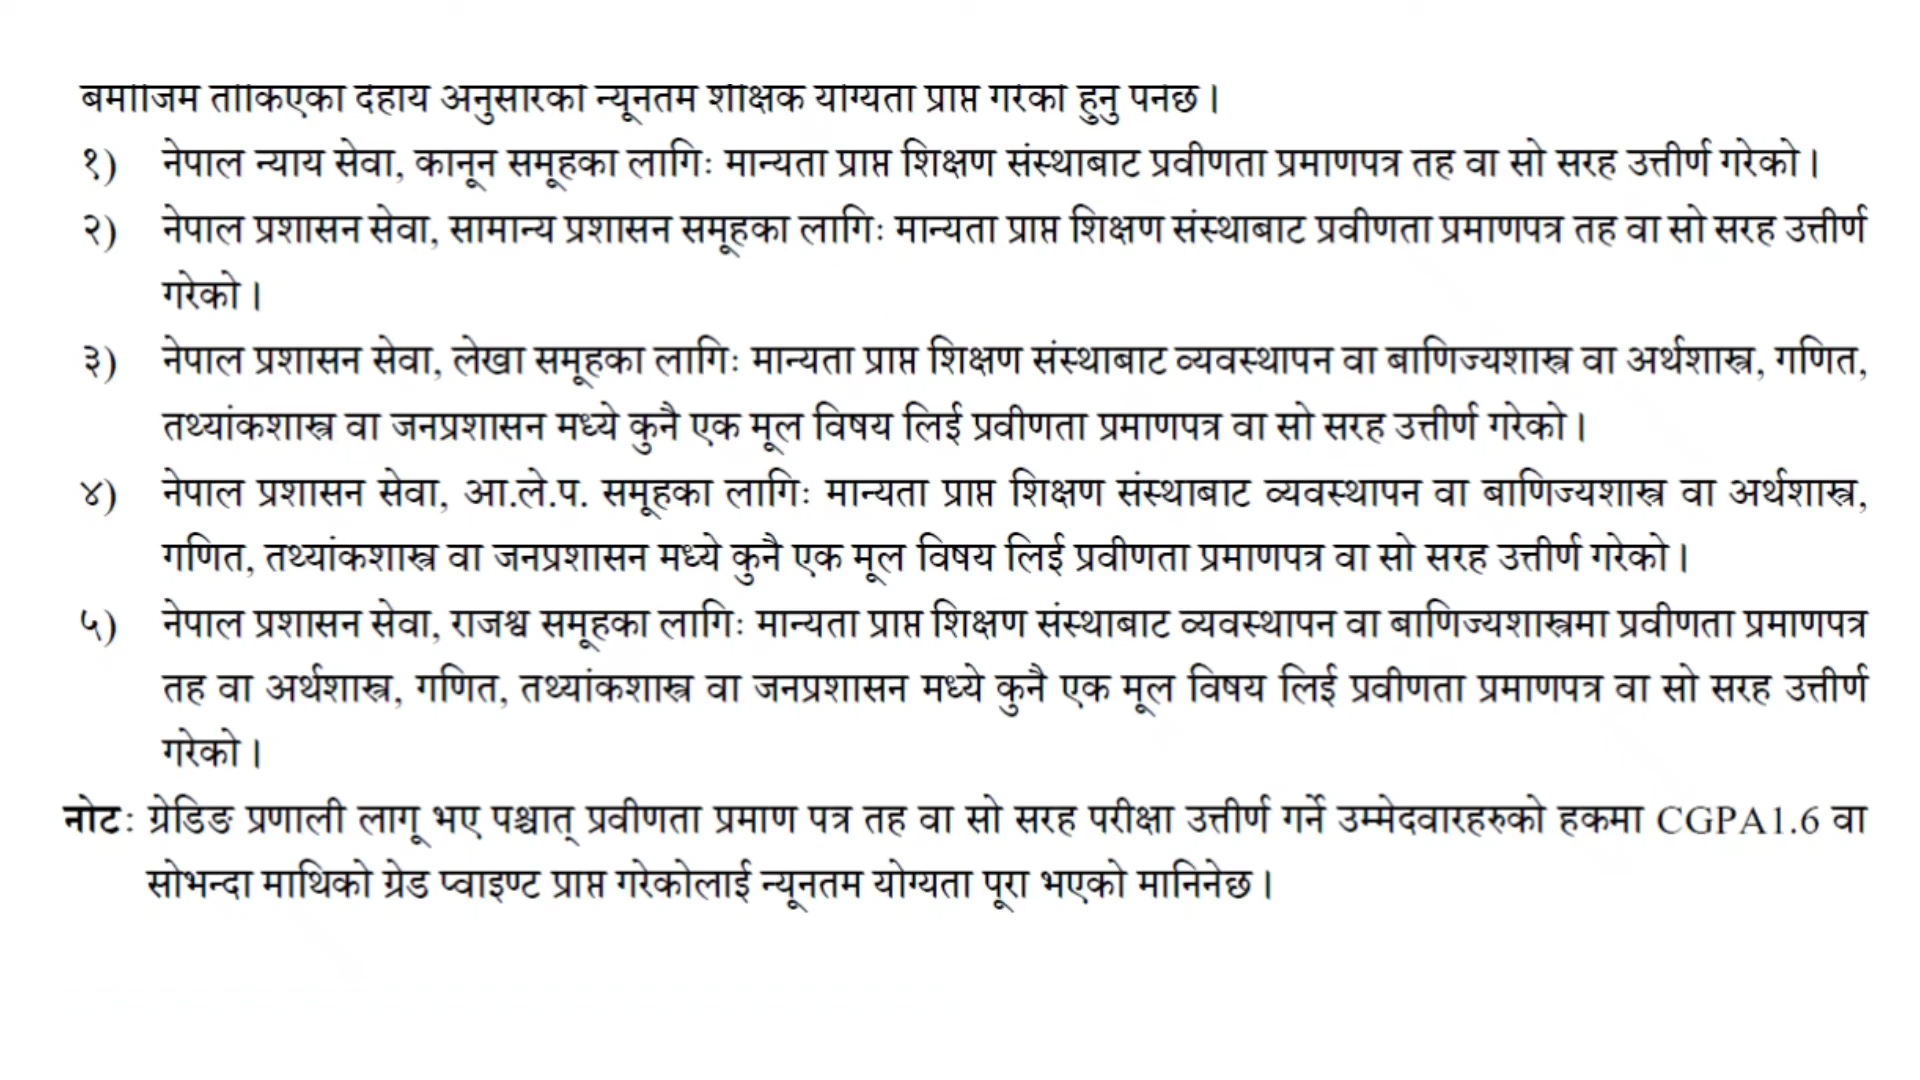 बमोजिम तोकिएको देहाय अनुसारको न्यूनतम शैक्षिक योग्यता प्राप्त गरेको हुनु पर्नेछ।
१) नेपाल न्याय सेवा, कानून समूहका लागिः मान्यता प्राप्त शिक्षण संस्थाबाट प्रवीणता प्रमाणपत्र तह वा सो सरह उत्तीर्ण गरेको।
२) नेपाल प्रशासन सेवा, सामान्य प्रशासन समूहका लागिः मान्यता प्राप्त शिक्षण संस्थाबाट प्रवीणता प्रमाणपत्र तह वा सो सरह उत्तीर्ण
गरेको।
३) नेपाल प्रशासन सेवा, लेखा समूहका लागिः मान्यता प्राप्त शिक्षण संस्थाबाट व्यवस्थापन वा बाणिज्यशास्त्र वा अर्थशास्त्र, गणित,
तथ्यांकशास्त्र वा जनप्रशासन मध्ये कुनै एक मूल विषय लिई प्रवीणता प्रमाणपत्र वा सो सरह उत्तीर्ण गरेको।
४) नेपाल प्रशासन सेवा, आ.ले.प. समूहका लागिः मान्यता प्राप्त शिक्षण संस्थाबाट व्यवस्थापन वा बाणिज्यशास्त्र वा अर्थशास्त्र,
गणित, तथ्यांकशास्त्र वा जनप्रशासन मध्ये कुनै एक मूल विषय लिई प्रवीणता प्रमाणपत्र वा सो सरह उत्तीर्ण गरेको।
५) नेपाल प्रशासन सेवा, राजश्व समूहका लागिः मान्यता प्राप्त शिक्षण संस्थाबाट व्यवस्थापन वा बाणिज्यशास्त्रमा प्रवीणता प्रमाणपत्र
तह वा अर्थशास्त्र, गणित, तथ्यांकशास्त्र वा जनप्रशासन मध्ये कुनै एक मूल विषय लिई प्रवीणता प्रमाणपत्र वा सो सरह उत्तीर्ण
गरेको।
नोटः ग्रेडिङ प्रणाली लागू भए पश्चात् प्रवीणता प्रमाण पत्र तह वा सो सरह परीक्षा उत्तीर्ण गर्ने उम्मेदवारहरुको हकमा CGPA1.6 वा
सोभन्दा माथिको ग्रेड प्वाइण्ट प्राप्त गरेकोलाई न्यूनतम योग्यता पूरा भएको मानिनेछ।